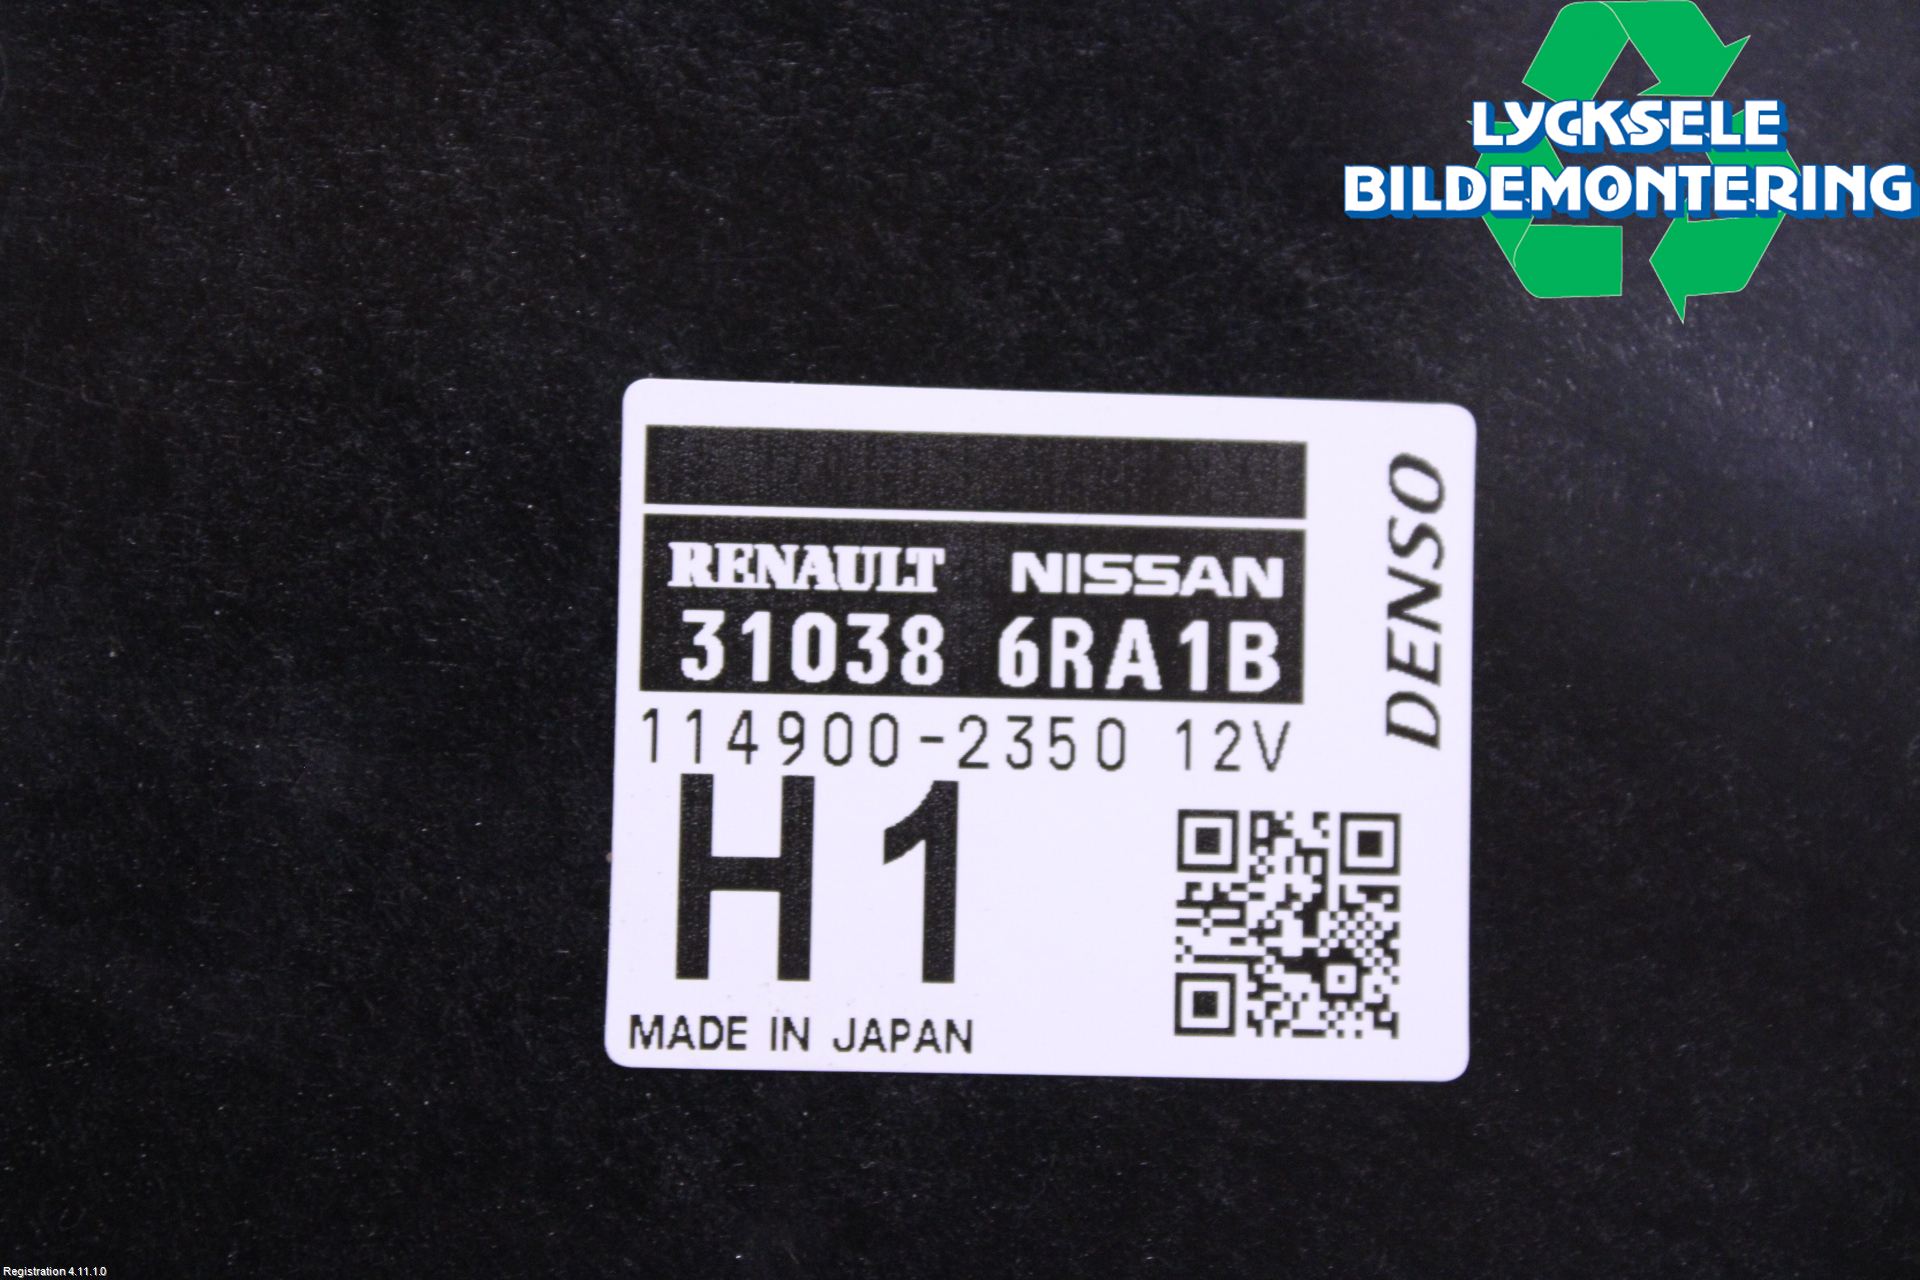 LYCKSELE
BILDEMONTERING
RENAULT NISSAN
31038 6RA1B
114900-2350 12V
H1
MADE IN JAPAN
DENSO
Registration 4.11.1.0